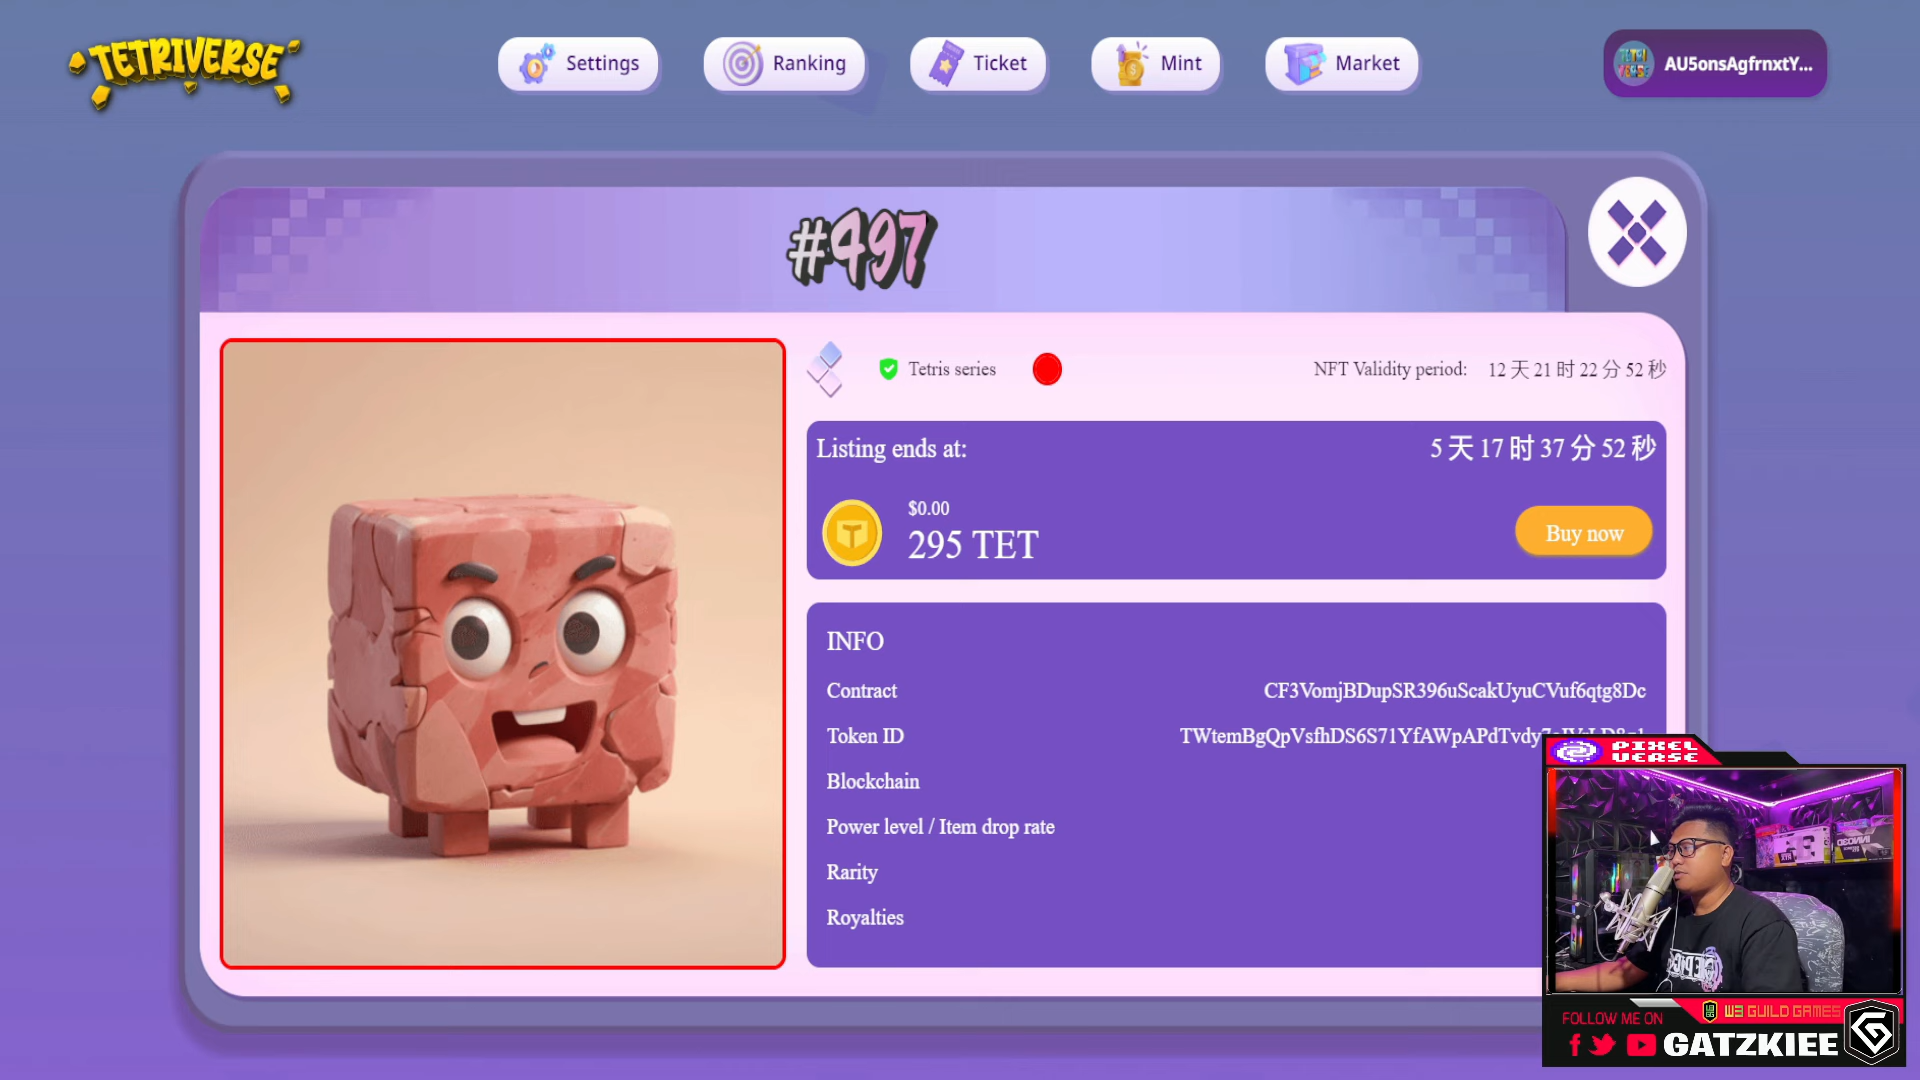 TETRIVERSE
Settings
Ranking
Ticket
Mint
Market
AU5onsAgfrnxtY...
#497
Tetris series
NFT Validity period: 12 天 21 时 22 分 52 秒
Listing ends at:
5 天 17 时 37 分 52 秒
$0.00
295 TET
Buy now
INFO
Contract
CF3VomjBDupSR396uScakUyuCVuf6qtg8Dc
Token ID
Blockchain
Power level / Item drop rate
Rarity
Royalties
PIXEL
VERSE
FOLLOW ME ON
W3 GUILD GAMES
GATZKIEE